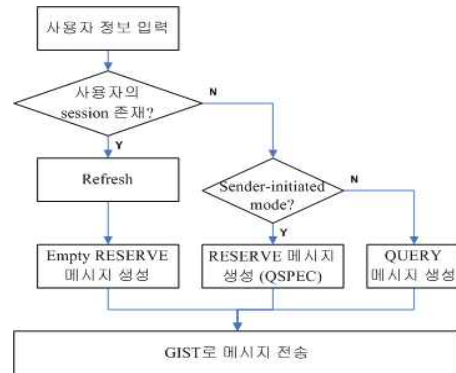 사용자 정보 입력
사용자의
session 존재?
N
Y
Refresh
Sender-initiated
mode?
N
Y
Empty RESERVE
메시지 생성
RESERVE 메시지
생성 (QSPEC)
QUERY
메시지 생성
GIST로 메시지 전송